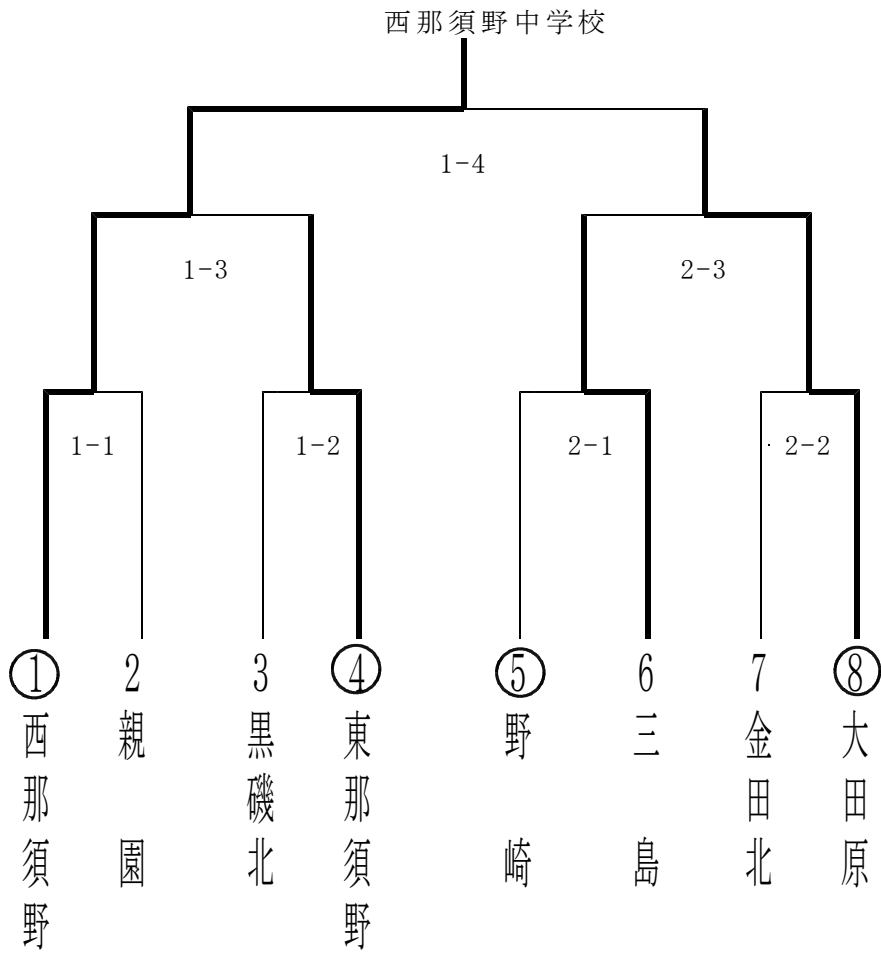 西那須野中学校
1-4
1-3
2-3
1-1
1-2
2-1
2-2
① 2 3 ④ ⑤ 6 7 ⑧
西那須野
親園
黒磯北
東那須野
野崎
三島
金田北
大田原